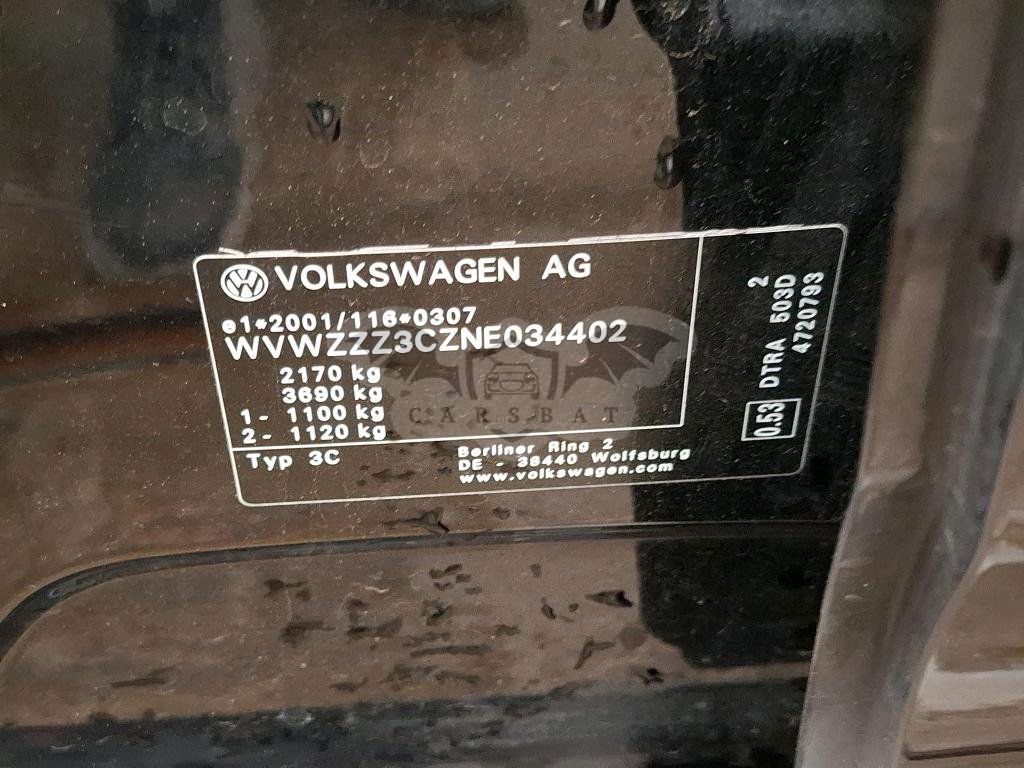 VOLKSWAGEN AG
e1*2001/116*0307
WVWZZZ3CZNE034402
2170 kg
3690 kg
1- 1100 kg
2- 1120 kg
Typ 3C
Berliner Ring 2
DE - 38440 Wolfsburg
www.volkswagen.com
2
0.53 DTRA 503D
4720793
CARSBAT